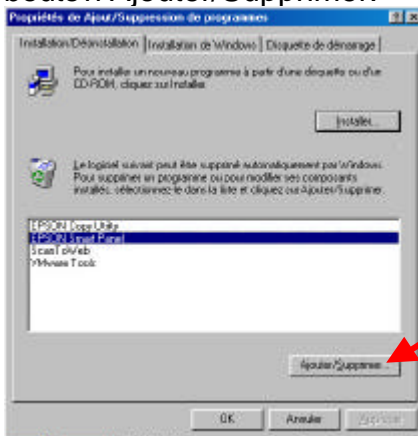 bouton Ajouter/Supprimer.
Propriétés de Ajout/Suppression de programmes
Installation/Désinstallation Installation de Windows Disquette de démarrage
Pour installer un nouveau programme à partir d'une disquette ou d'un
CD-ROM, cliquez sur Installer.
Installer...
Le logiciel suivant peut être supprimé automatiquement par Windows.
Pour supprimer un programme ou pour modifier ses composants
installés, sélectionnez-le dans la liste et cliquez sur Ajouter/Supprimer.
EPSON Copy Utility
EPSON Smart Panel
ScanToWeb
VMware Tools
Ajouter/Supprimer...
OK Annuler Appliquer